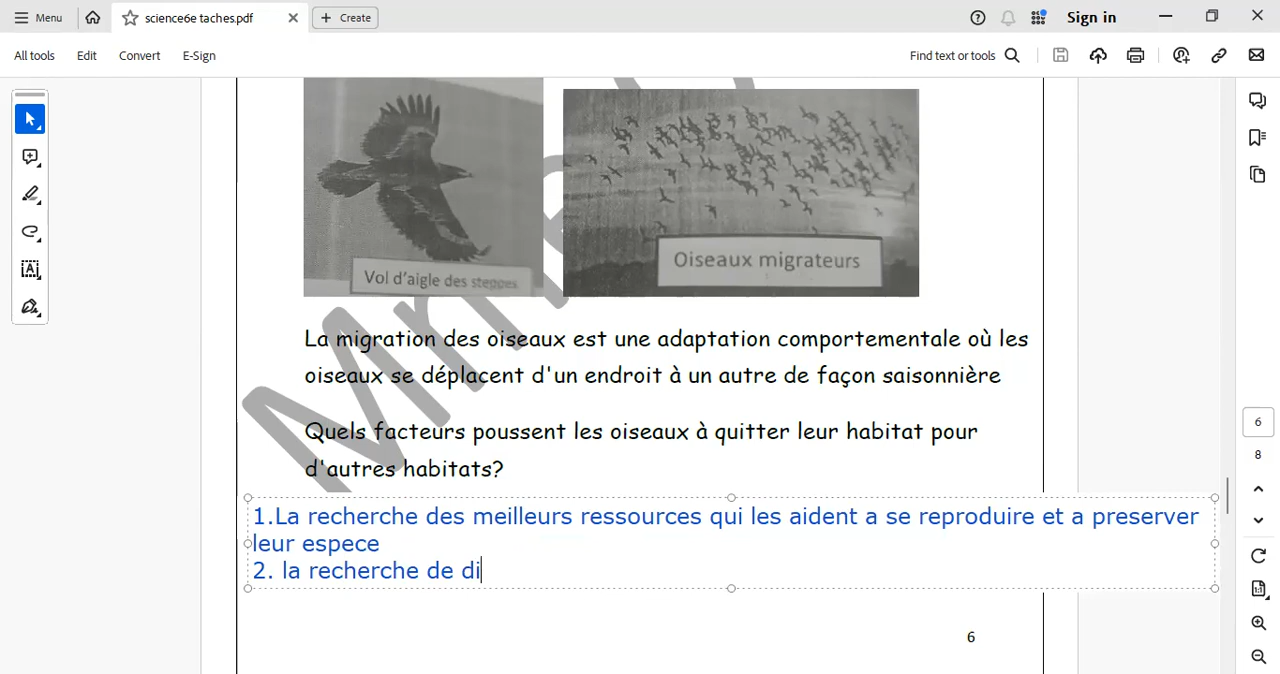 Menu
science6e taches.pdf
Create
Sign in
All tools
Edit
Convert
E-Sign
Find text or tools
Vol d'aigle des steppes
Oiseaux migrateurs
La migration des oiseaux est une adaptation comportementale où les
oiseaux se déplacent d'un endroit à un autre de façon saisonnière
Quels facteurs poussent les oiseaux à quitter leur habitat pour
d'autres habitats?
1.La recherche des meilleurs ressources qui les aident a se reproduire et a preserver
leur espece
2. la recherche de di
6
6
8